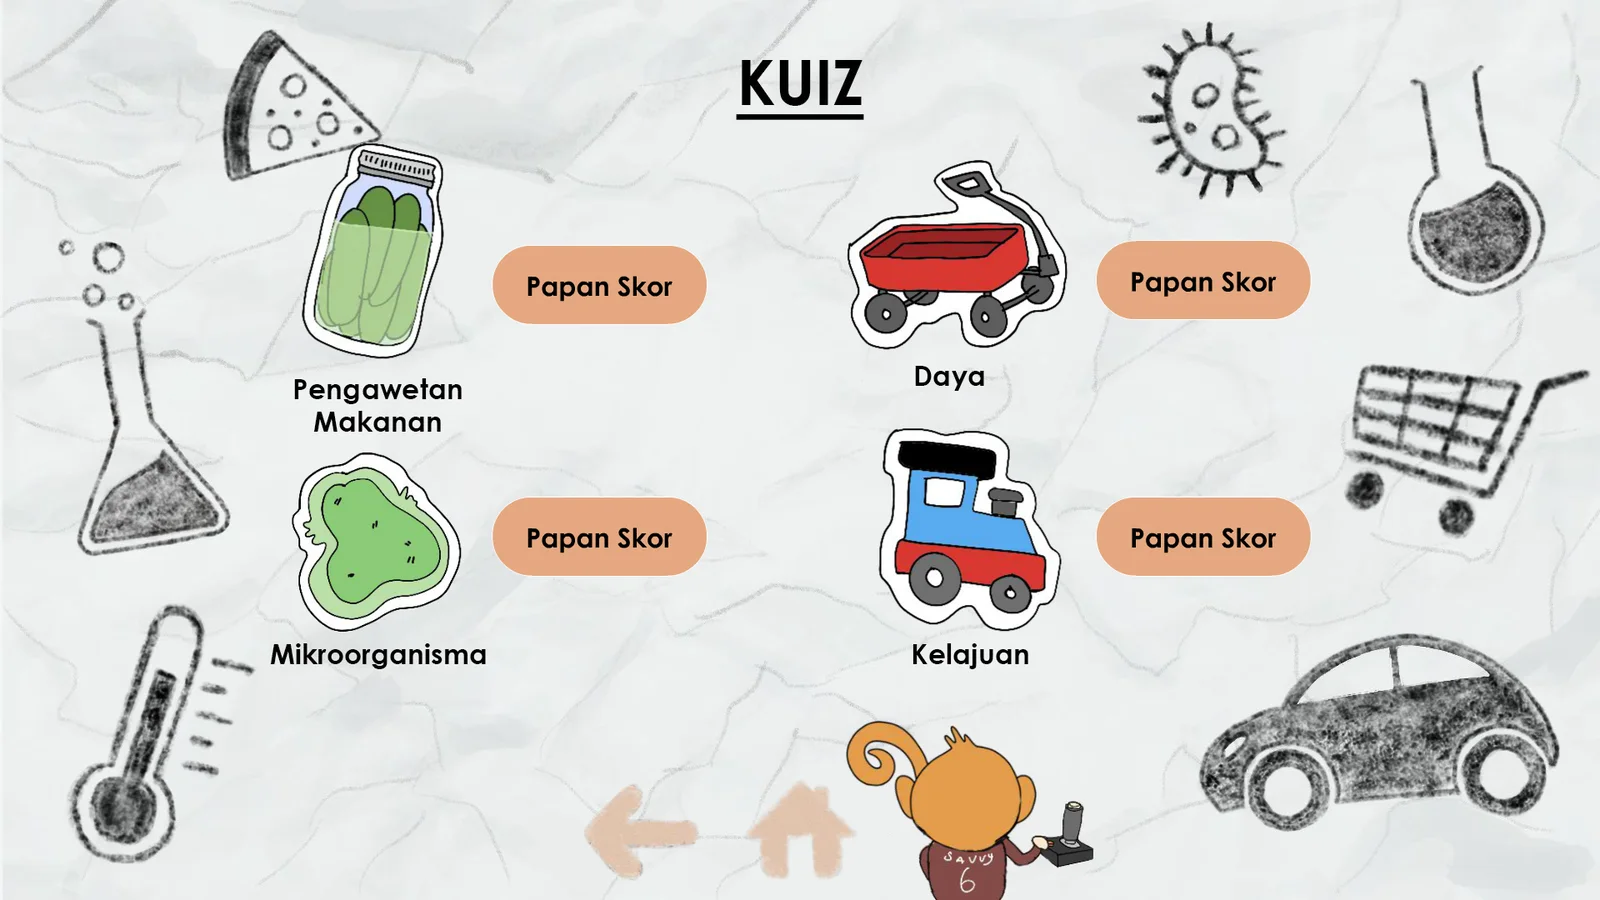 KUIZ
Papan Skor
Pengawetan
Makanan
Papan Skor
Daya
Papan Skor
Mikroorganisma
Papan Skor
Kelajuan
SAVVY
6